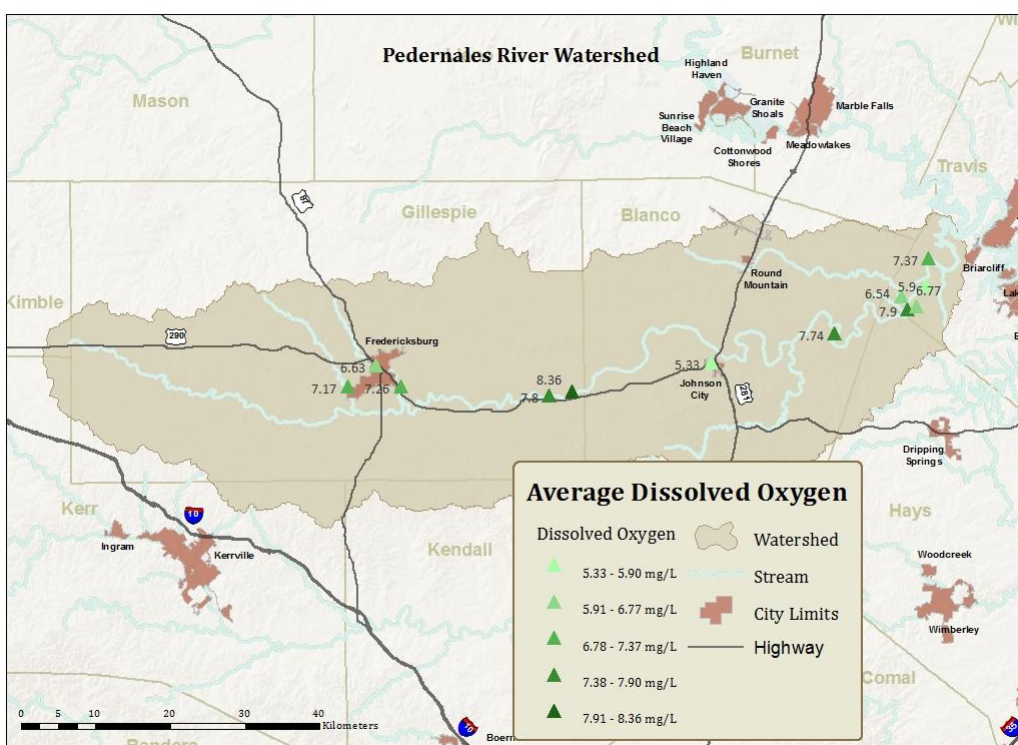 Pedernales River Watershed
Burnet
Mason
Highland
Haven
Granite
Shoals
Marble Falls
Sunrise
Beach
Village
Cottonwood
Shores
Meadowlakes
Travis
87
Gillespie
Blanco
7.37
Briarcliff
Round
Mountain
5.9
6.77
6.54
7.9
Kimble
290
7.74
Fredericksburg
6.63
7.17
7.26
8.36
7.8
5.33
Johnson
City
281
Dripping
Springs
Kerr
10
Ingram
Kerrville
Kendall
Hays
Woodcreek
Wimberley
Comal
Average Dissolved Oxygen
Dissolved Oxygen
5.33 - 5.90 mg/L
5.91 - 6.77 mg/L
6.78 - 7.37 mg/L
7.38 - 7.90 mg/L
7.91 - 8.36 mg/L
Watershed
Stream
City Limits
Highway
0 5 10 20 30 40
Kilometers
10
35